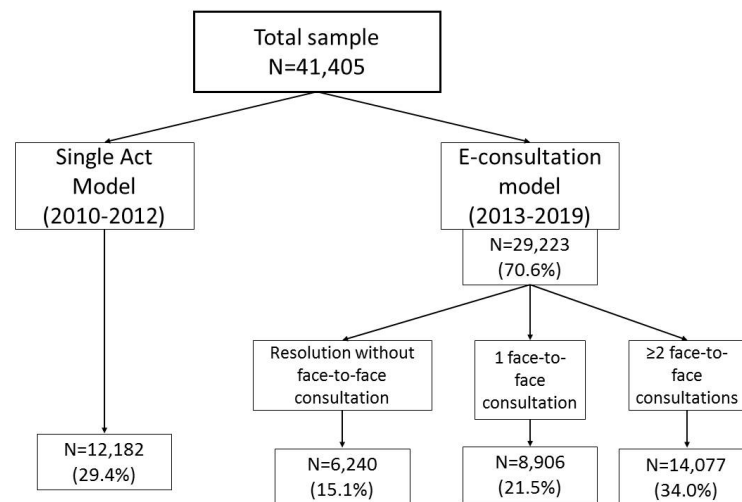 Total sample
N=41,405
Single Act
Model
(2010-2012)
E-consultation
model
(2013-2019)
N=29,223
(70.6%)
Resolution without
face-to-face
consultation
1 face-to-
face
consultation
≥2 face-to-
face
consultations
N=12,182
(29.4%)
N=6,240
(15.1%)
N=8,906
(21.5%)
N=14,077
(34.0%)